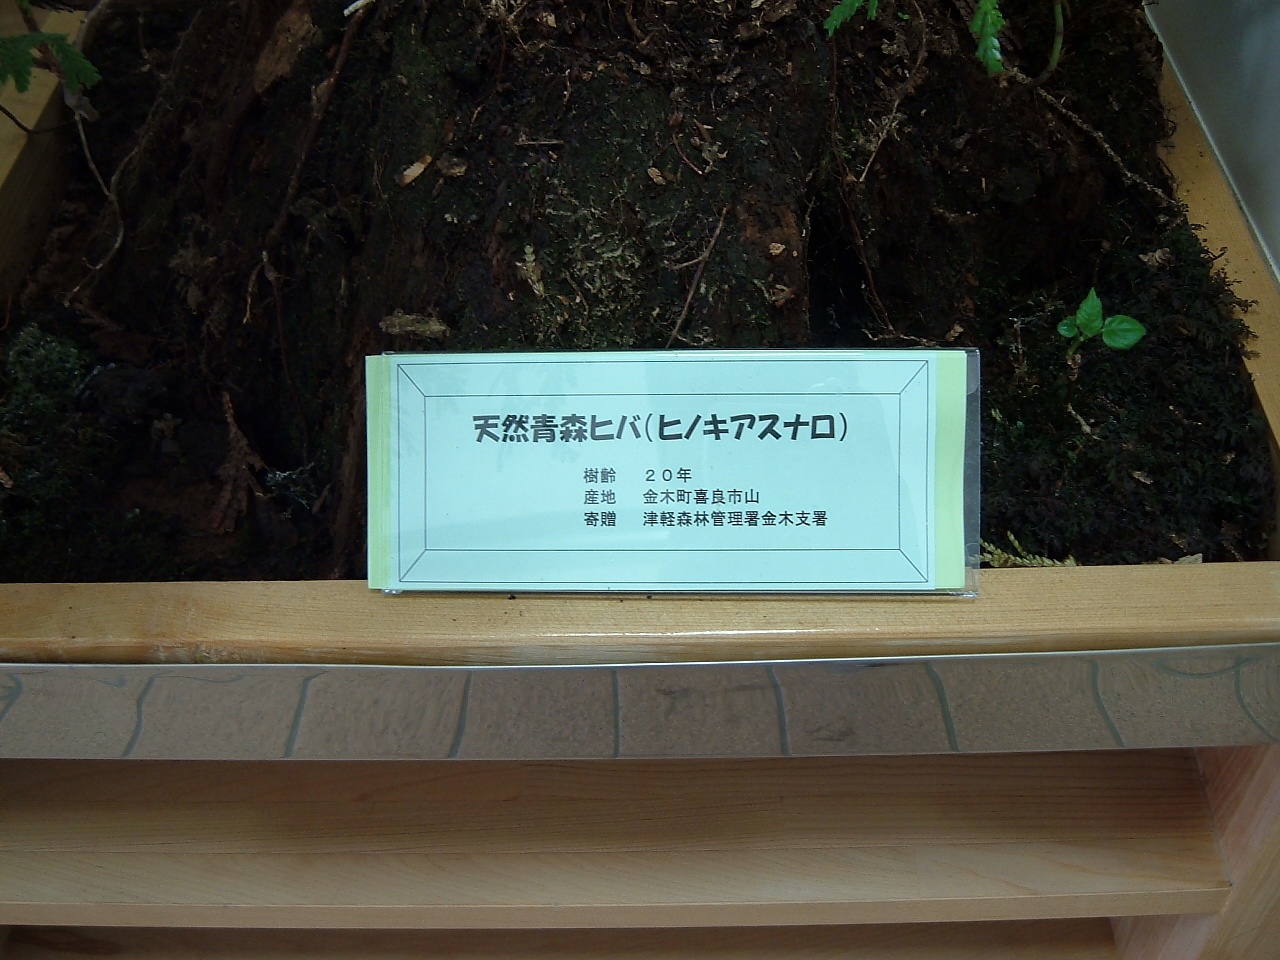 天然青森ヒバ(ヒノキアスナロ)
樹齢　２０年
産地　金木町喜良市山
寄贈　津軽森林管理署金木支署